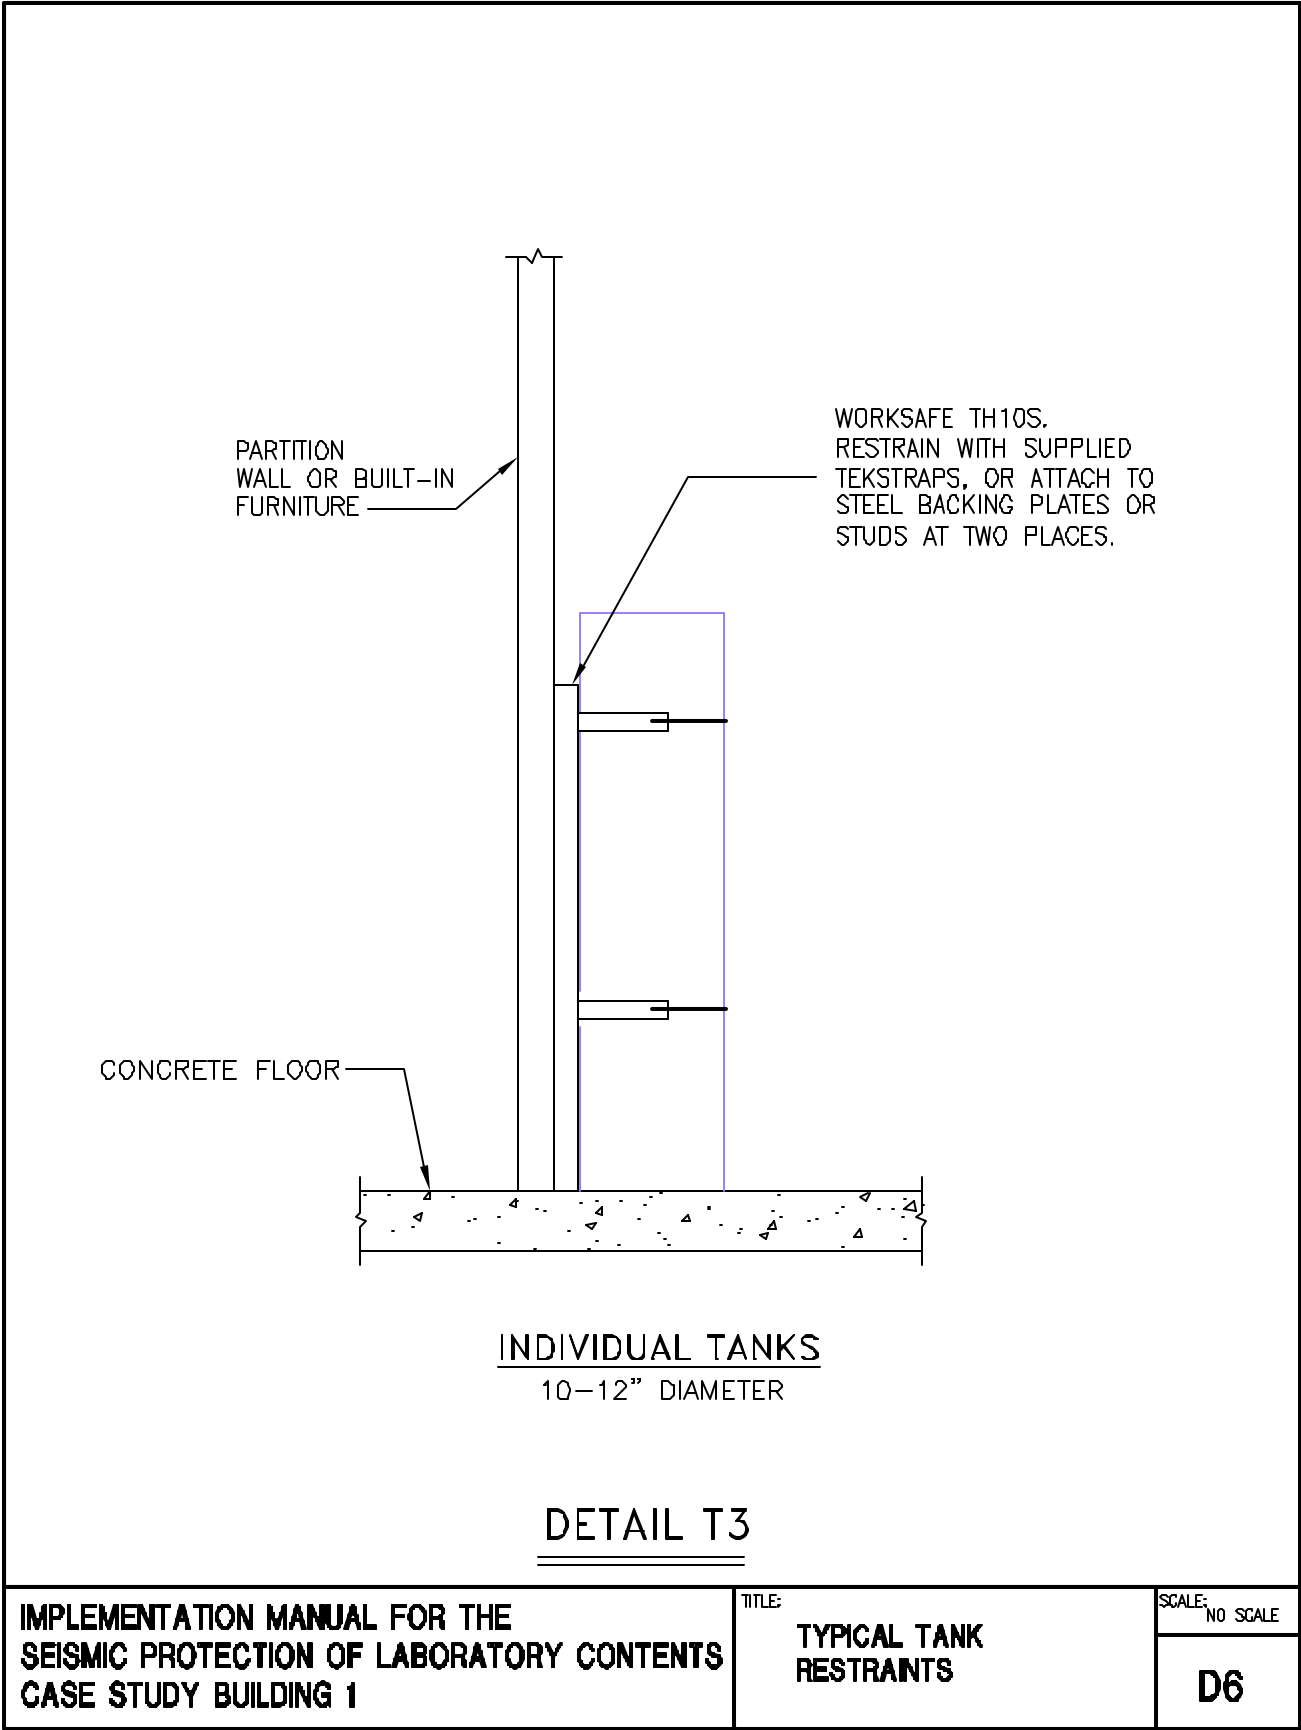 WORKSAFE TH10S.
RESTRAIN WITH SUPPLIED
TEKSTRAPS, OR ATTACH TO
STEEL BACKING PLATES OR
STUDS AT TWO PLACES.
PARTITION
WALL OR BUILT-IN
FURNITURE
CONCRETE FLOOR
INDIVIDUAL TANKS
10-12" DIAMETER
DETAIL T3
IMPLEMENTATION MANUAL FOR THE
SEISMIC PROTECTION OF LABORATORY CONTENTS
CASE STUDY BUILDING 1
TITLE:
TYPICAL TANK
RESTRAINTS
SCALE:
NO SCALE
D6